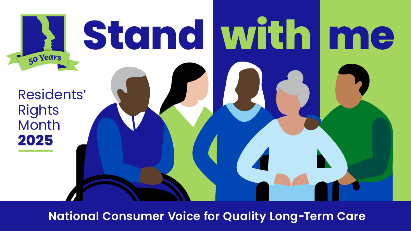 Stand with me
50 Years
Residents'
Rights
Month
2025
National Consumer Voice for Quality Long-Term Care